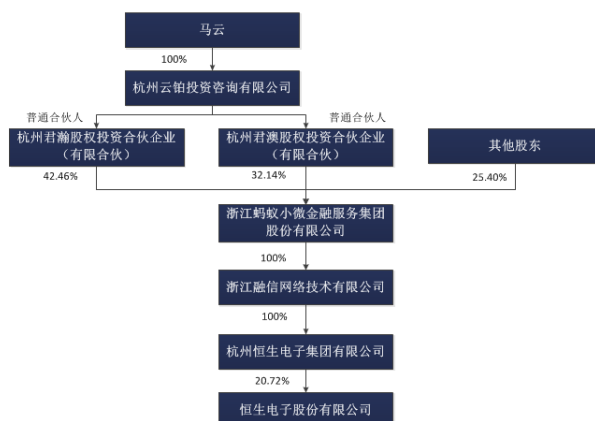 马云
100%
杭州云铂投资咨询有限公司
普通合伙人
普通合伙人
杭州君瀚股权投资合伙企业
（有限合伙）
杭州君澳股权投资合伙企业
（有限合伙）
其他股东
42.46%
32.14%
25.40%
浙江蚂蚁小微金融服务集团
股份有限公司
100%
浙江融信网络技术有限公司
100%
杭州恒生电子集团有限公司
20.72%
恒生电子股份有限公司